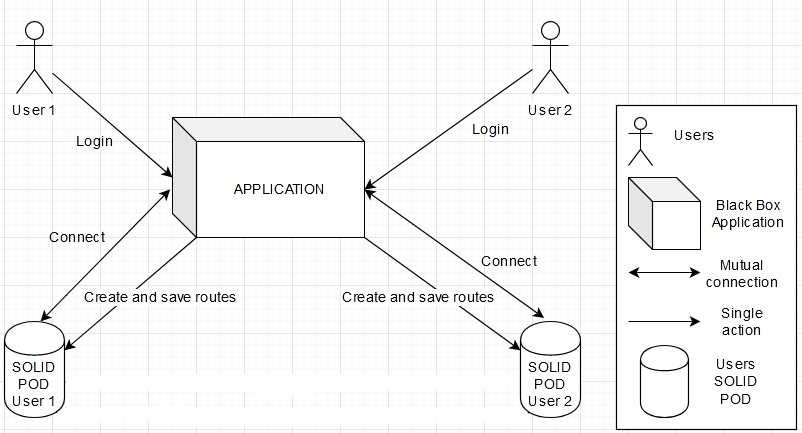 User 1
User 2
Login
Login
APPLICATION
Connect
Connect
Create and save routes
Create and save routes
SOLID
POD
User 1
SOLID
POD
User 2
Users
Black Box
Application
Mutual
connection
Single
action
Users
SOLID
POD